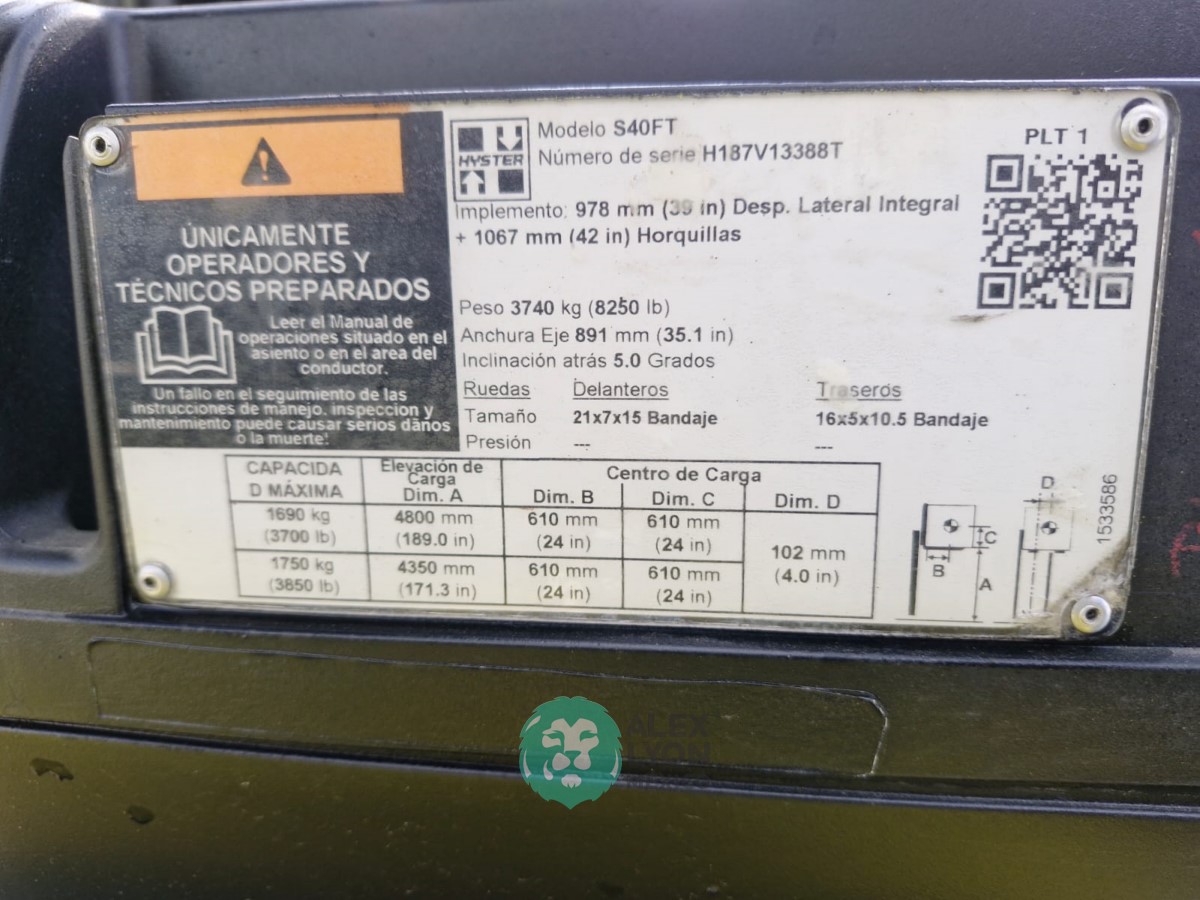 ÚNICAMENTE
OPERADORES Y
TÉCNICOS PREPARADOS
Leer el Manual de
operaciones situado en el
asiento o en el area del
conductor.
Un fallo en el seguimiento de las
instrucciones de manejo, inspeccion y
mantenimiento puede causar serios daños
o la muerte!
HYSTER
Modelo S40FT
Número de serie H187V13388T
Implemento: 978 mm (39 in) Desp. Lateral Integral
+ 1067 mm (42 in) Horquillas
PLT 1
Peso 3740 kg (8250 lb)
Anchura Eje 891 mm (35.1 in)
Inclinación atrás 5.0 Grados
Ruedas Delanteros Traseros
Tamaño 21x7x15 Bandaje 16x5x10.5 Bandaje
Presión --- ---
CAPACIDA
D MÁXIMA
Elevación de
Carga
Dim. A
Centro de Carga
Dim. B Dim. C Dim. D
1690 kg 4800 mm 610 mm 610 mm
(3700 lb) (189.0 in) (24 in) (24 in)
102 mm
(4.0 in)
1750 kg 4350 mm 610 mm 610 mm
(3850 lb) (171.3 in) (24 in) (24 in)
D
C
B
A
1533586
ALEX
LYON